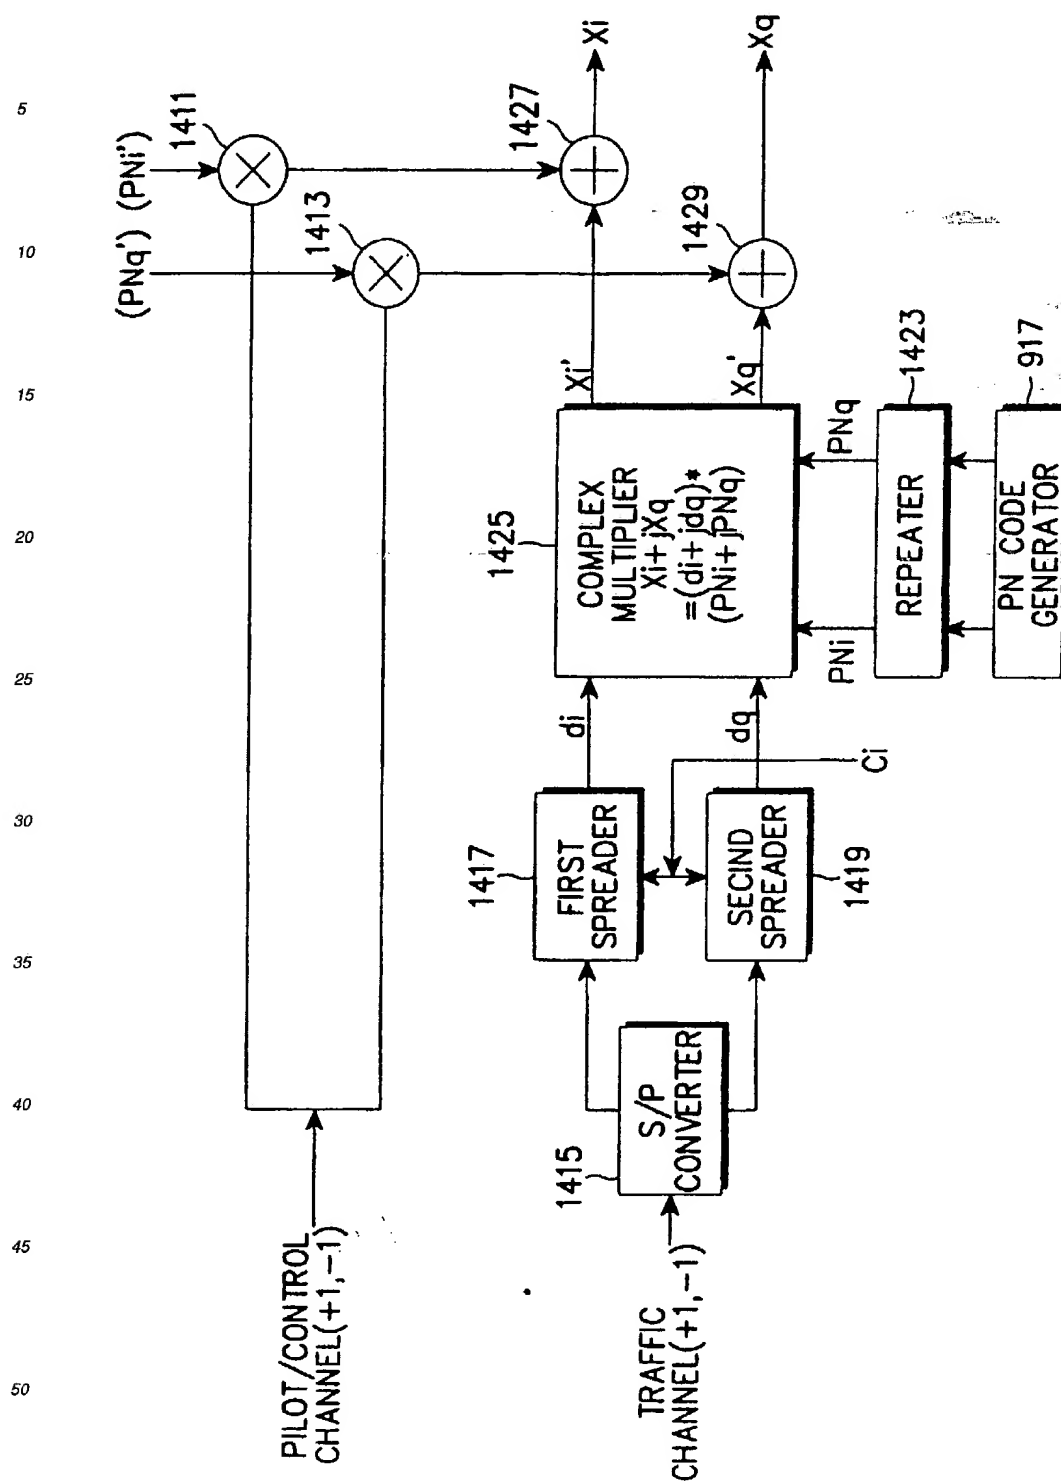 5
10
15
20
25
30
35
40
45
50
PILOT/CONTROL
CHANNEL(+1,-1)
(PNq') (PNi')
1411
1413
1427
Xi
1429
Xq
TRAFFIC
CHANNEL(+1,-1)
1415
S/P
CONVERTER
1417
FIRST
SPREADER
SECIND
SPREADER
1419
di
dq
Ci
1425
COMPLEX
MULTIPLIER
Xi+jXq
=(di+jdq)*
(PNi+jPNq)
Xi'
Xq'
PNi
PNq
REPEATER
1423
PN CODE
GENERATOR
917